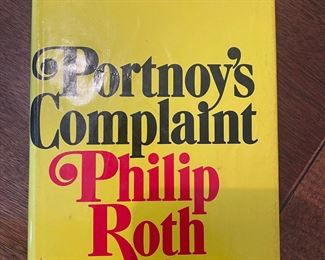 Portnoy's
Complaint
Philip
Roth